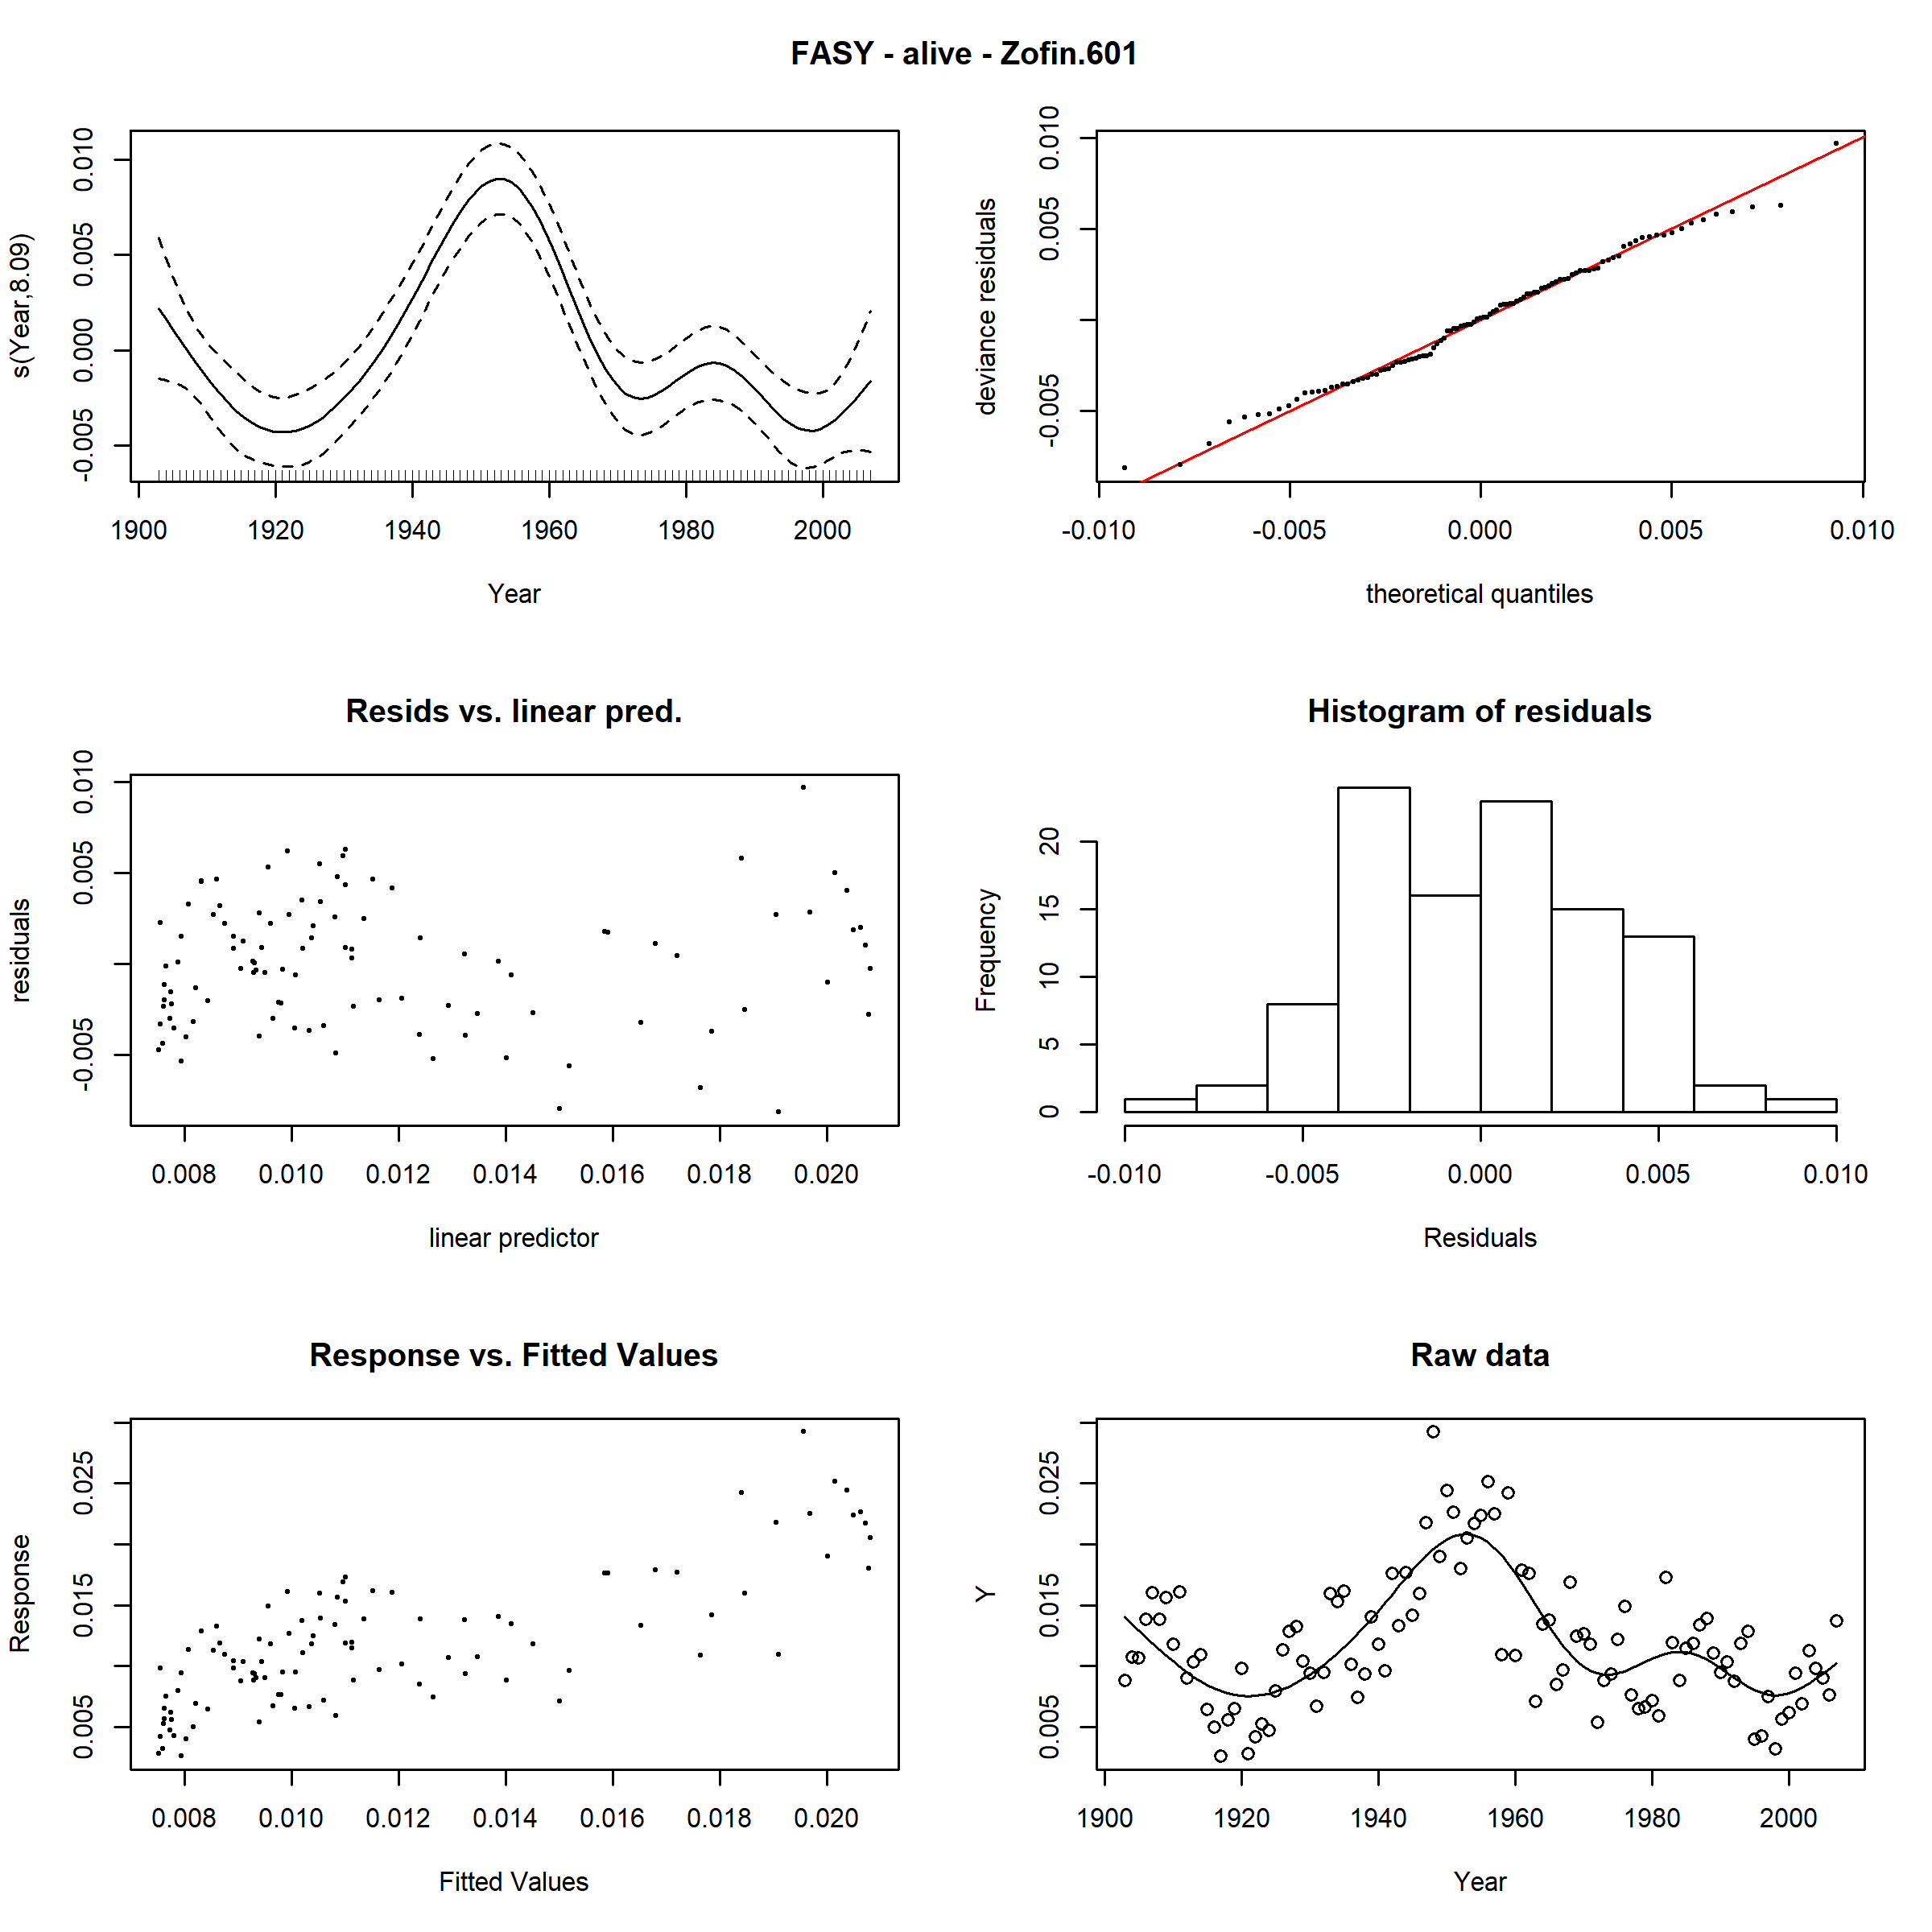 FASY - alive - Zofin.601
s(Year,8.09)
-0.005 0.000 0.005 0.010
1900 1920 1940 1960 1980 2000
Year
deviance residuals
-0.005 0.005 0.010
-0.010 -0.005 0.000 0.005 0.010
theoretical quantiles
Resids vs. linear pred.
residuals
-0.005 0.005 0.010
0.008 0.010 0.012 0.014 0.016 0.018 0.020
linear predictor
Histogram of residuals
Frequency
0 5 10 15 20
-0.010 -0.005 0.000 0.005 0.010
Residuals
Response vs. Fitted Values
Response
0.005 0.015 0.025
0.008 0.010 0.012 0.014 0.016 0.018 0.020
Fitted Values
Raw data
Y
0.005 0.015 0.025
1900 1920 1940 1960 1980 2000
Year